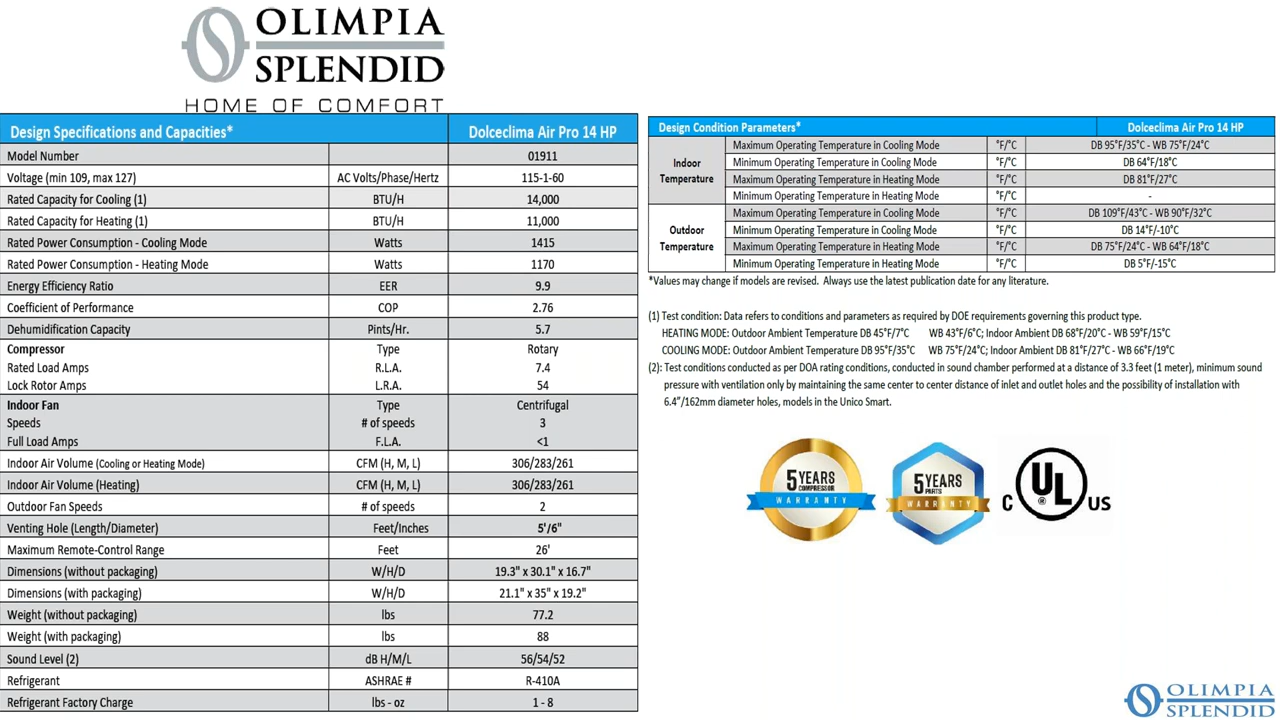 OLIMPIA
SPLENDID
HOME OF COMFORT
Design Specifications and Capacities* Dolceclima Air Pro 14 HP
Model Number 01911
Voltage (min 109, max 127) AC Volts/Phase/Hertz 115-1-60
Rated Capacity for Cooling (1) BTU/H 14,000
Rated Capacity for Heating (1) BTU/H 11,000
Rated Power Consumption - Cooling Mode Watts 1415
Rated Power Consumption - Heating Mode Watts 1170
Energy Efficiency Ratio EER 9.9
Coefficient of Performance COP 2.76
Dehumidification Capacity Pints/Hr. 5.7
Compressor Type Rotary
Rated Load Amps R.L.A. 7.4
Lock Rotor Amps L.R.A. 54
Indoor Fan Type Centrifugal
Speeds # of speeds 3
Full Load Amps F.L.A. <1
Indoor Air Volume (Cooling or Heating Mode) CFM (H, M, L) 306/283/261
Indoor Air Volume (Heating) CFM (H, M, L) 306/283/261
Outdoor Fan Speeds # of speeds 2
Venting Hole (Length/Diameter) Feet/Inches 5'/6"
Maximum Remote-Control Range Feet 26'
Dimensions (without packaging) W/H/D 19.3" x 30.1" x 16.7"
Dimensions (with packaging) W/H/D 21.1" x 35" x 19.2"
Weight (without packaging) lbs 77.2
Weight (with packaging) lbs 88
Sound Level (2) dB H/M/L 56/54/52
Refrigerant ASHRAE # R-410A
Refrigerant Factory Charge lbs - oz 1 - 8
Design Condition Parameters* Dolceclima Air Pro 14 HP
Indoor Temperature
Maximum Operating Temperature in Cooling Mode °F/°C DB 95°F/35°C - WB 75°F/24°C
Minimum Operating Temperature in Cooling Mode °F/°C DB 64°F/18°C
Maximum Operating Temperature in Heating Mode °F/°C DB 81°F/27°C
Minimum Operating Temperature in Heating Mode °F/°C -
Outdoor Temperature
Maximum Operating Temperature in Cooling Mode °F/°C DB 109°F/43°C - WB 90°F/32°C
Minimum Operating Temperature in Cooling Mode °F/°C DB 14°F/-10°C
Maximum Operating Temperature in Heating Mode °F/°C DB 75°F/24°C - WB 64°F/18°C
Minimum Operating Temperature in Heating Mode °F/°C DB 5°F/-15°C
*Values may change if models are revised. Always use the latest publication date for any literature.
(1) Test condition: Data refers to conditions and parameters as required by DOE requirements governing this product type.
HEATING MODE: Outdoor Ambient Temperature DB 45°F/7°C WB 43°F/6°C; Indoor Ambient DB 68°F/20°C - WB 59°F/15°C
COOLING MODE: Outdoor Ambient Temperature DB 95°F/35°C WB 75°F/24°C; Indoor Ambient DB 81°F/27°C - WB 66°F/19°C
(2): Test conditions conducted as per DOA rating conditions, conducted in sound chamber performed at a distance of 3.3 feet (1 meter), minimum sound
pressure with ventilation only by maintaining the same center to center distance of inlet and outlet holes and the possibility of installation with
6.4"/162mm diameter holes, models in the Unico Smart.
5 YEARS
COMPRESSOR
WARRANTY
5 YEARS
PARTS
WARRANTY
C UL ® US
OLIMPIA
SPLENDID